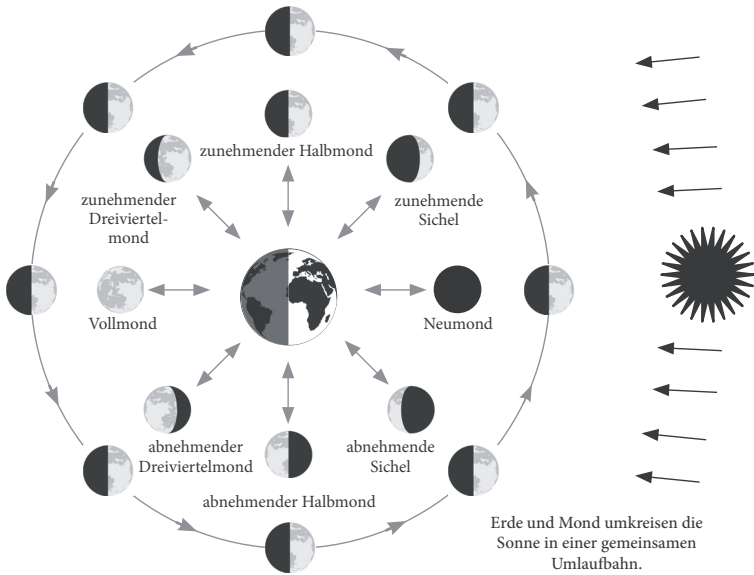 zunehmender Halbmond
zunehmender
Dreiviertel-
mond
zunehmende
Sichel
Vollmond
Neumond
abnehmender
Dreiviertelmond
abnehmende
Sichel
abnehmender Halbmond
Erde und Mond umkreisen die
Sonne in einer gemeinsamen
Umlaufbahn.